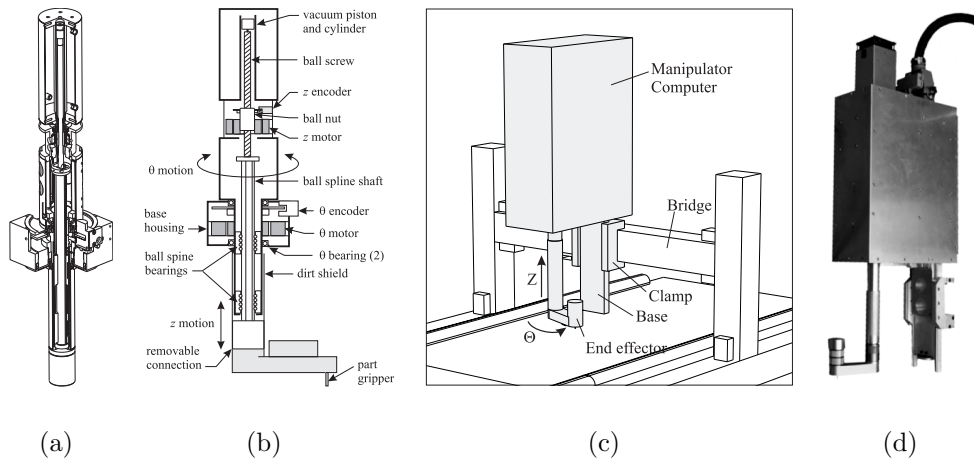 vacuum piston
and cylinder
ball screw
z encoder
ball nut
z motor
θ motion
ball spline shaft
base
housing
θ encoder
θ motor
ball spine
bearings
θ bearing (2)
dirt shield
z motion
removable
connection
part
gripper
Manipulator
Computer
Bridge
Z
Clamp
Base
Θ
End effector
(a)
(b)
(c)
(d)